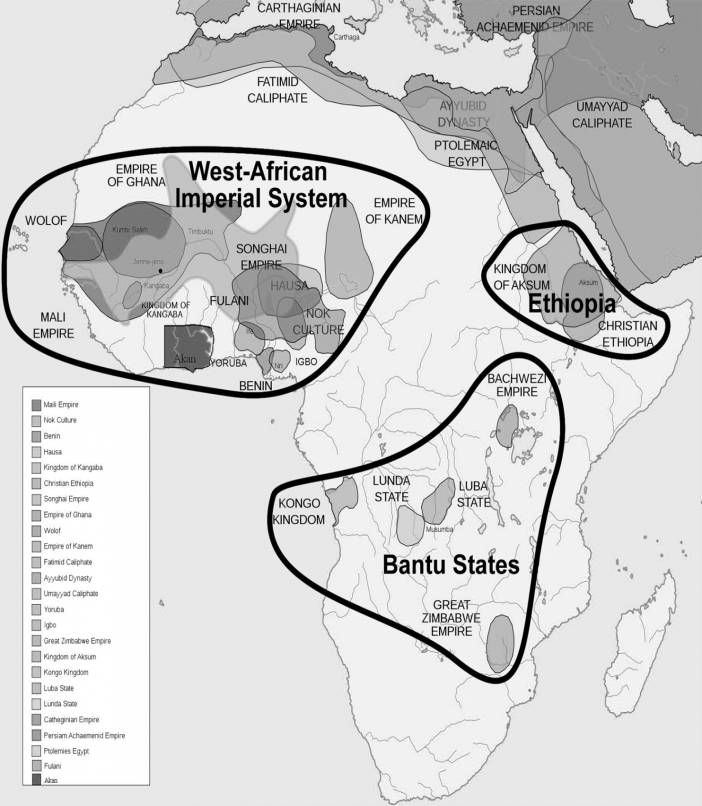 CARTHAGINIAN
EMPIRE
Carthaga
PERSIAN
ACHAEMENID EMPIRE
FATIMID
CALIPHATE
AYYUBID
DYNASTY
UMAYYAD
CALIPHATE
PTOLEMAIC
EGYPT
West-African
Imperial System
EMPIRE
OF GHANA
EMPIRE
OF KANEM
WOLOF
Kumbi Saleh
Timbuktu
SONGHAI
EMPIRE
Jenne-jeno
Kangaba
HAUSA
KINGDOM OF
KANGABA
FULANI
NOK
CULTURE
MALI
EMPIRE
Akan
YORUBA
Nri
IGBO
BENIN
KINGDOM
OF AKSUM
Aksum
Ethiopia
CHRISTIAN
ETHIOPIA
BACHWEZI
EMPIRE
LUNDA
STATE
LUBA
STATE
KONGO
KINGDOM
Musumba
Bantu States
GREAT
ZIMBABWE
EMPIRE
Maili Empire
Nok Culture
Benin
Hausa
Kingdom of Kangaba
Christian Ethiopia
Songhai Empire
Empire of Ghana
Wolof
Empire of Kanem
Fatimid Caliphate
Ayyubid Dynasty
Umayyad Caliphate
Yoruba
Igbo
Great Zimbabwe Empire
Kingdom of Aksum
Kongo Kingdom
Luba State
Lunda State
Catheginian Empire
Persiam Achaemenid Empire
Ptolemies Egypt
Fulani
Akan